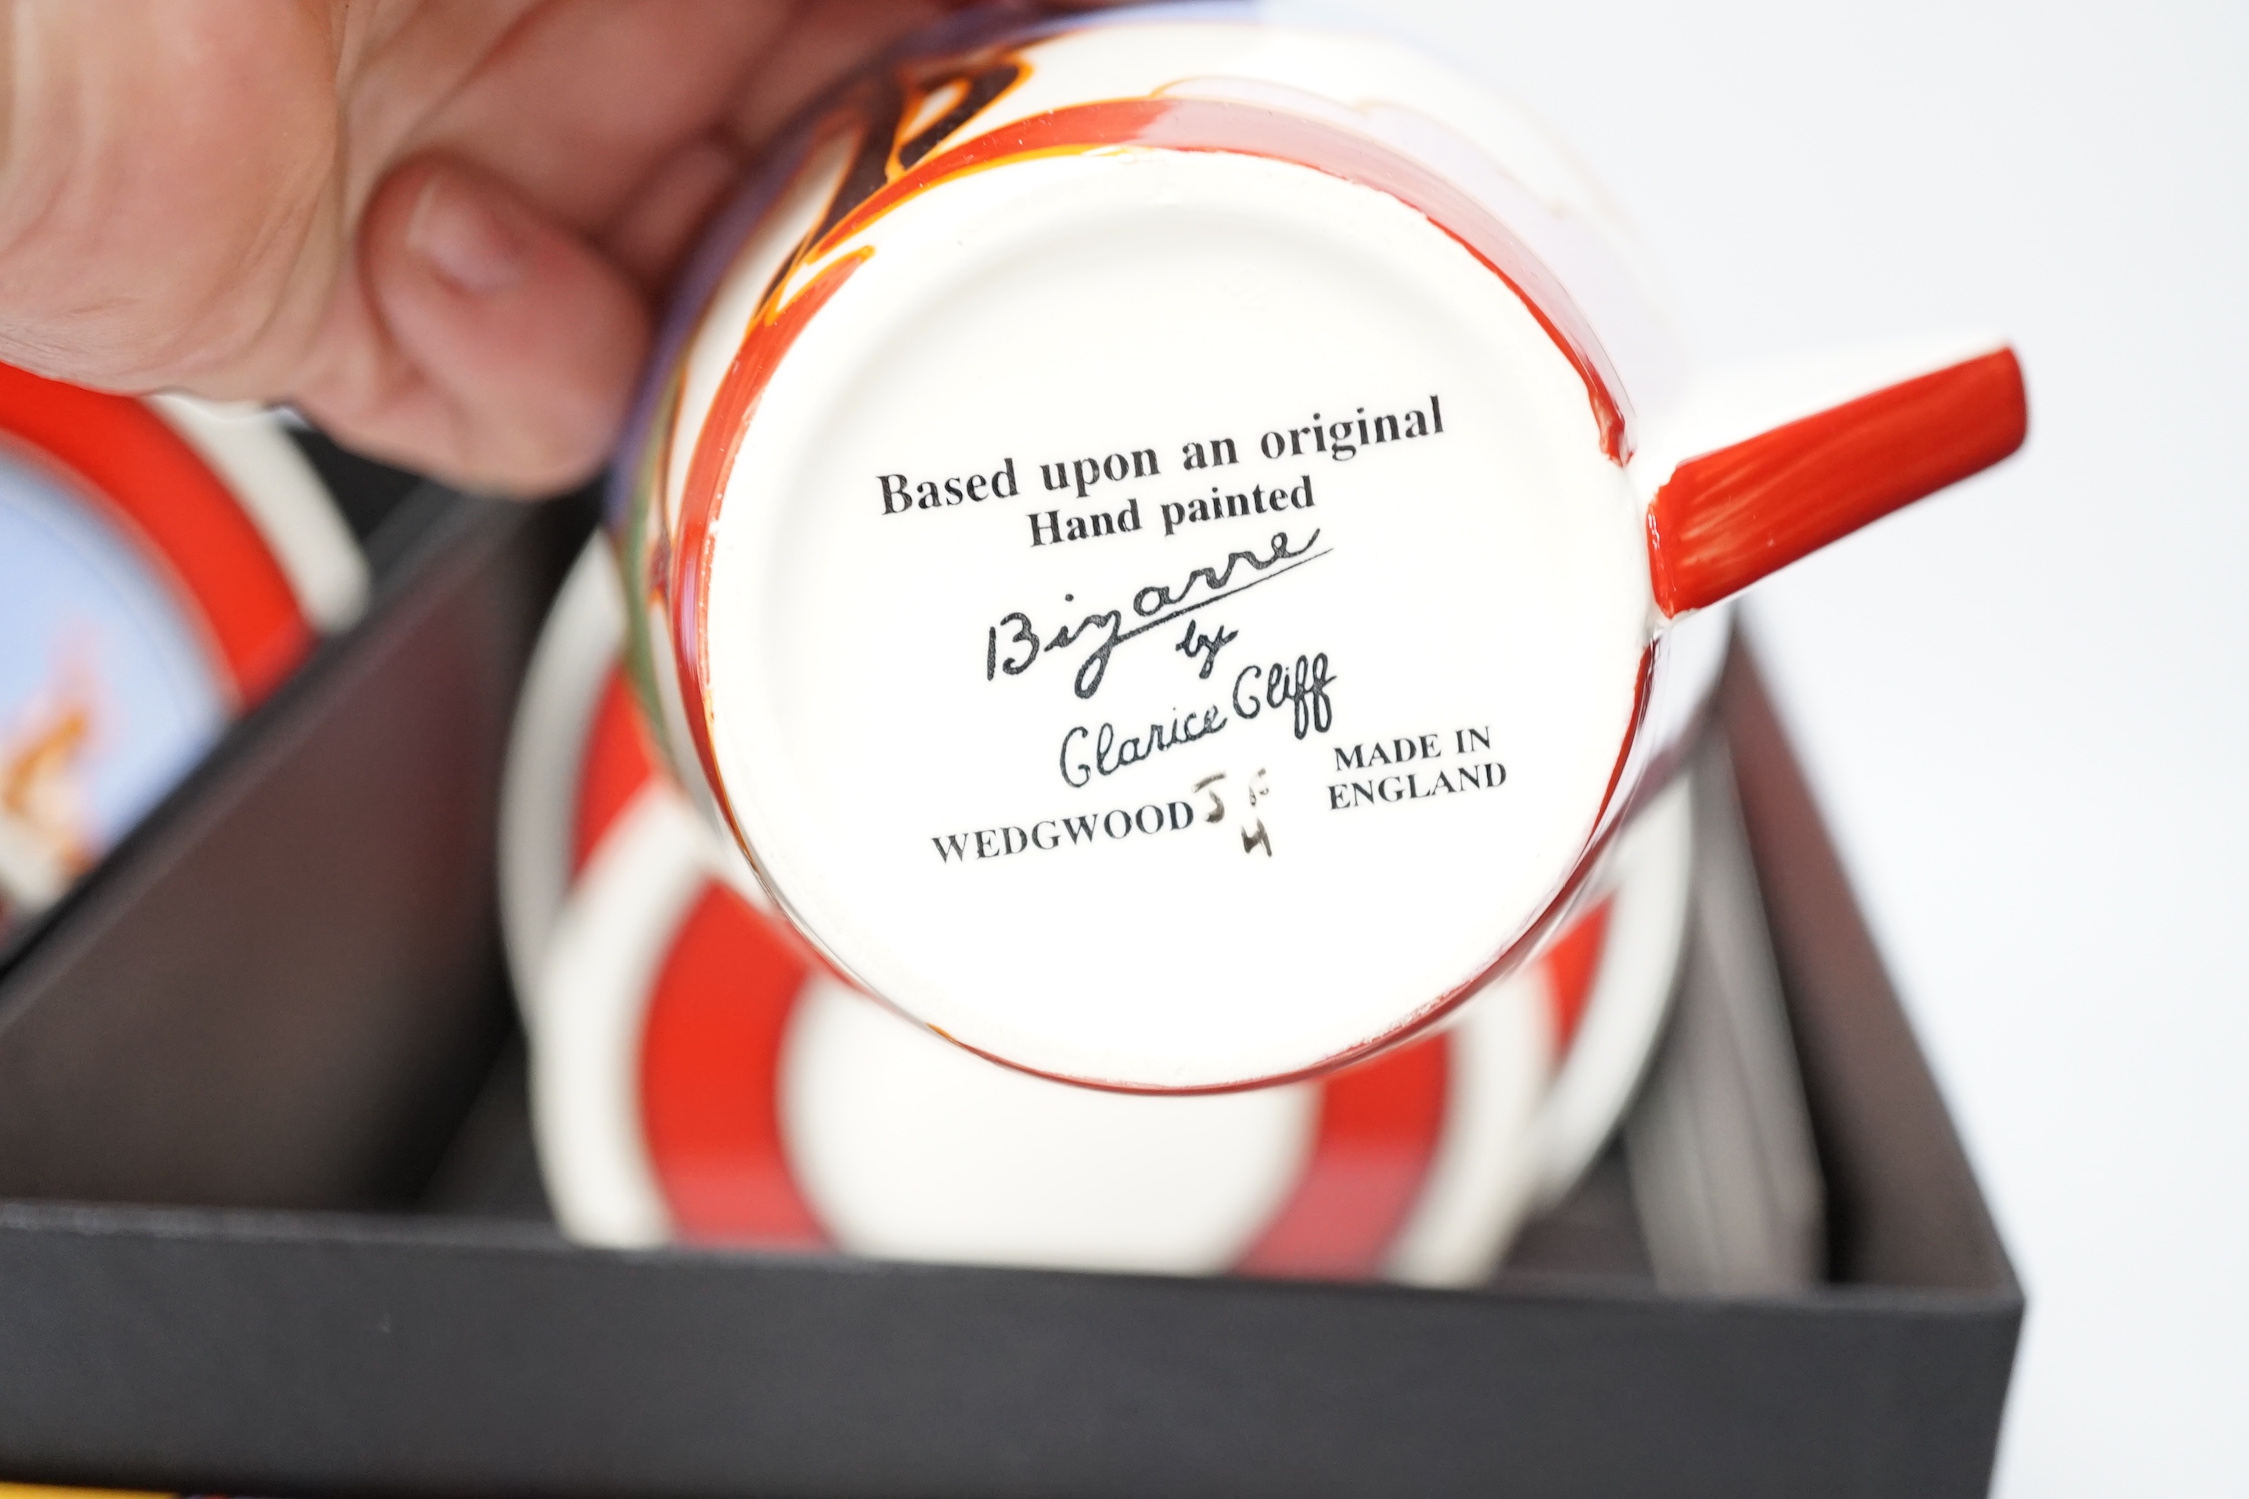 Based upon an original
Hand painted
Bizarre
by
Clarice Cliff
WEDGWOOD
MADE IN
ENGLAND